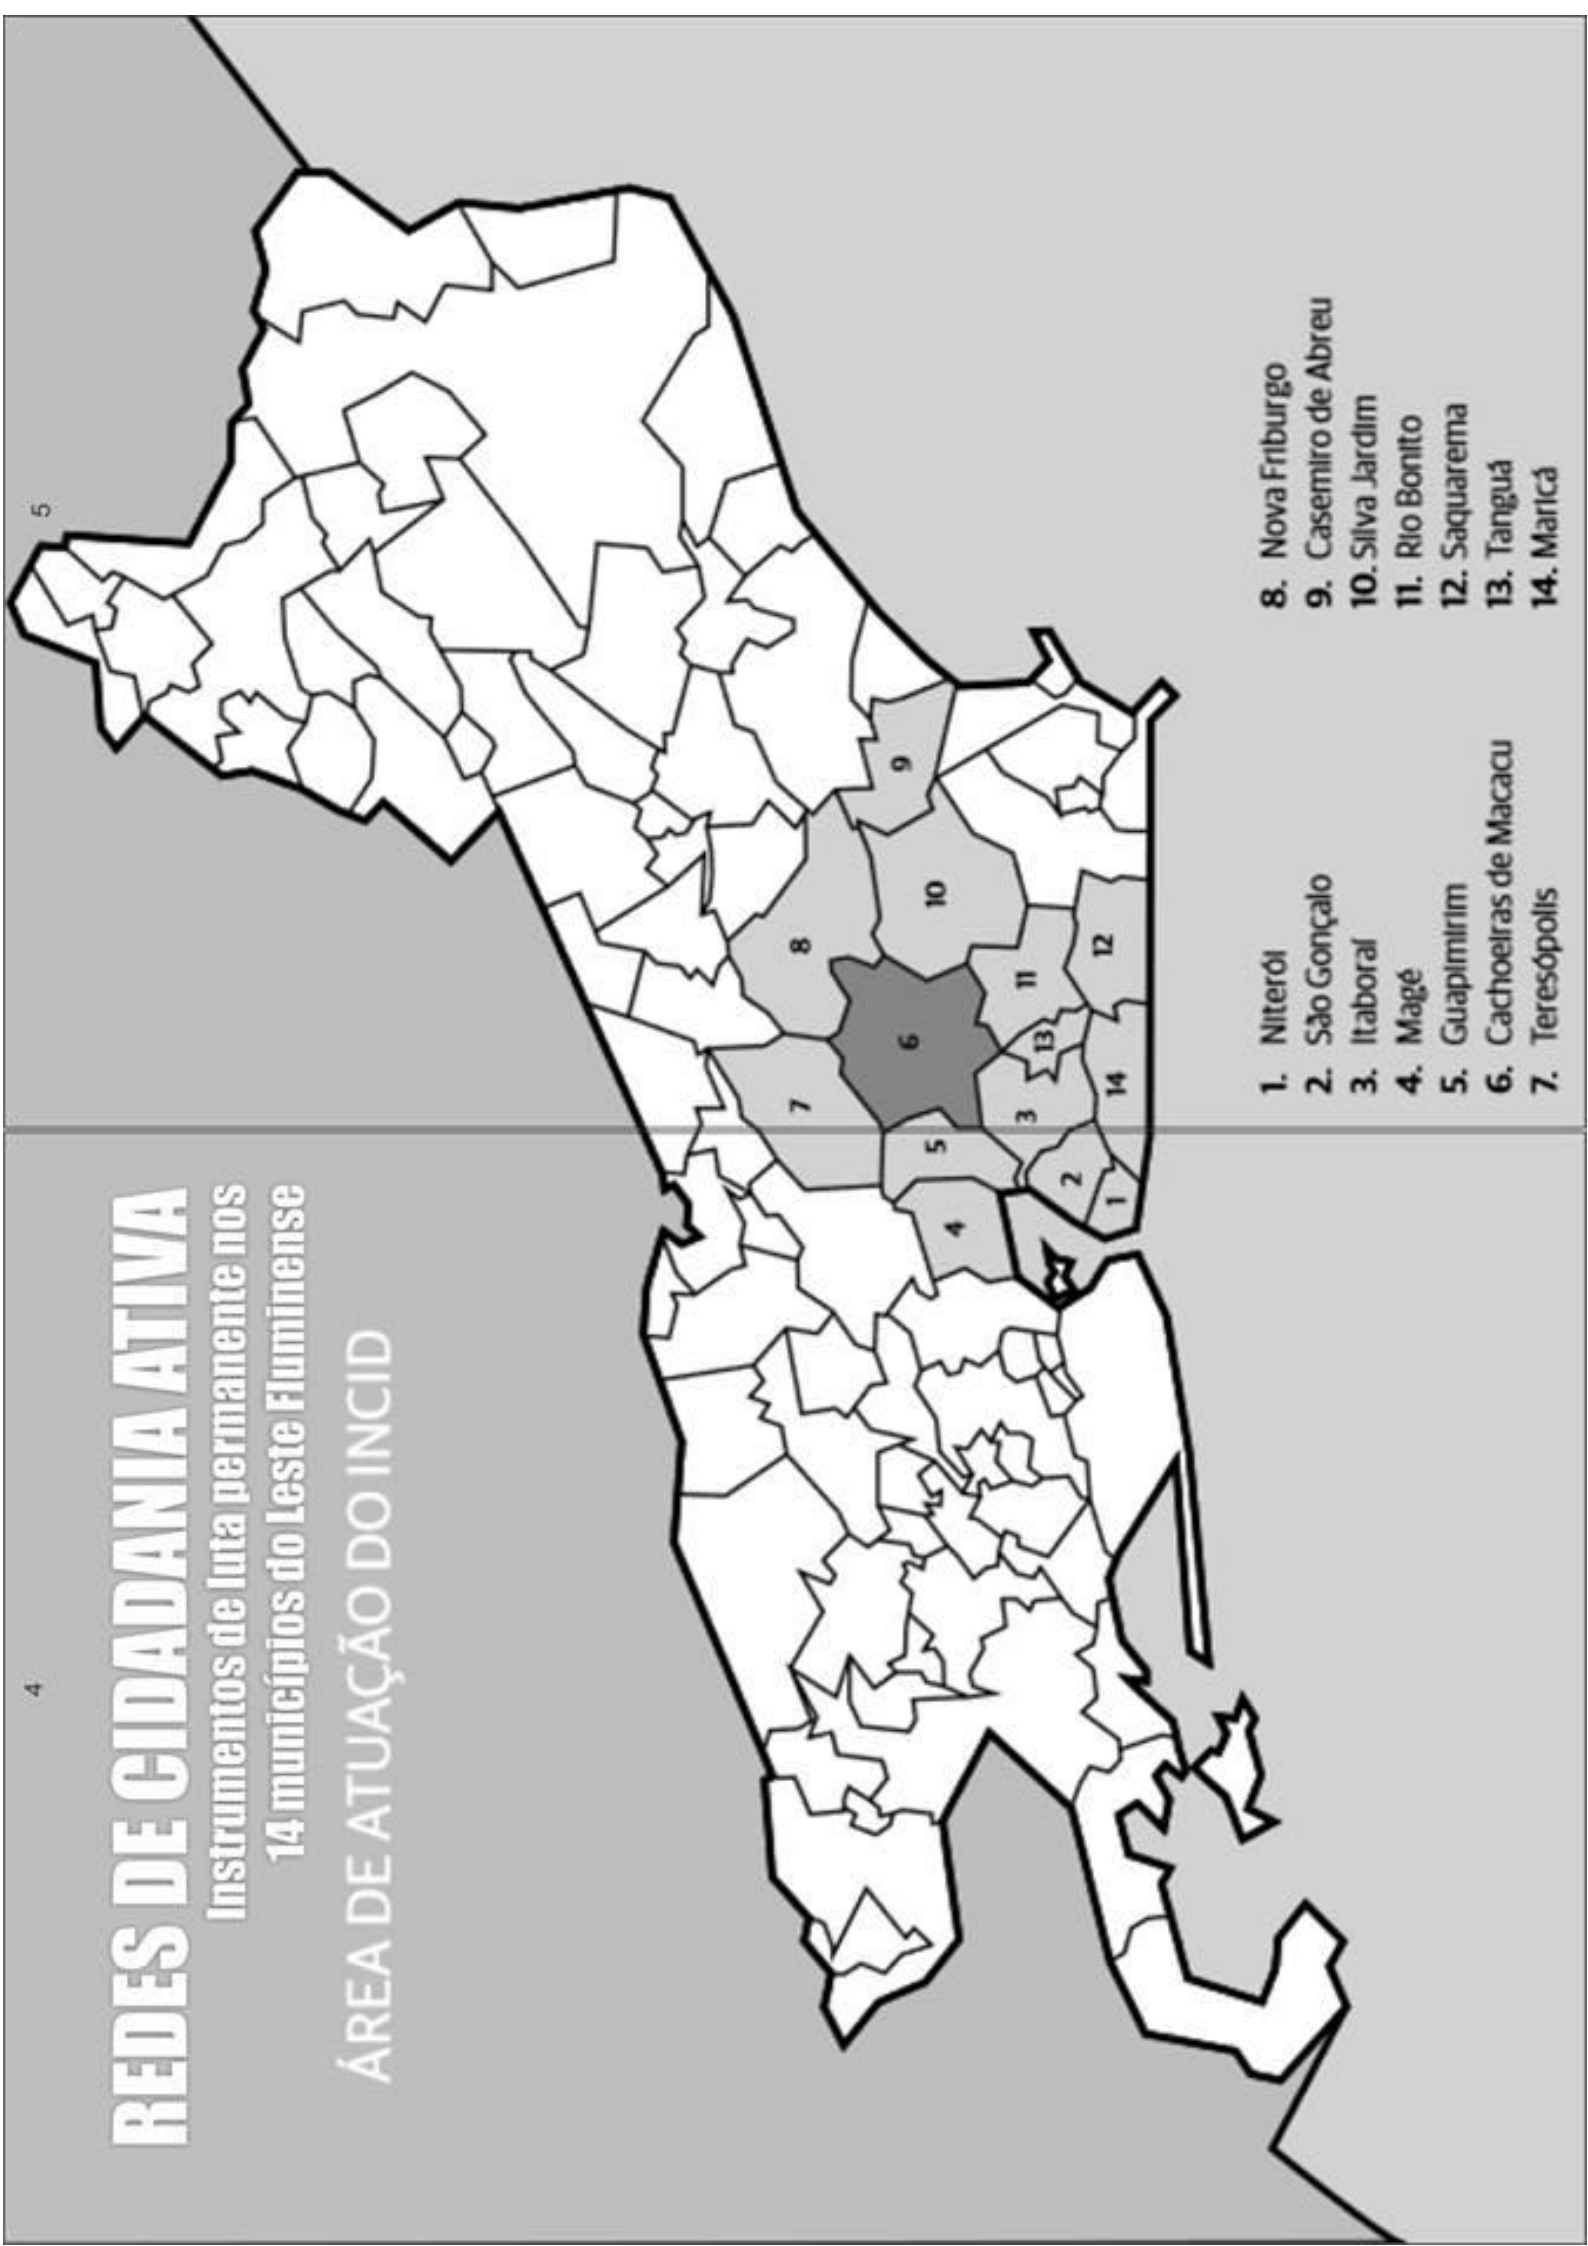 4
5
REDES DE CIDADANIA ATIVA
Instrumentos de luta permanente nos
14 municípios do Leste Fluminense
ÁREA DE ATUAÇÃO DO INCID
1
2
3
4
5
6
7
8
9
10
11
12
13
14
1. Niterói
2. São Gonçalo
3. Itaboraí
4. Magé
5. Guapimirim
6. Cachoeiras de Macacu
7. Teresópolis
8. Nova Friburgo
9. Casemiro de Abreu
10. Silva Jardim
11. Rio Bonito
12. Saquarema
13. Tanguá
14. Maricá